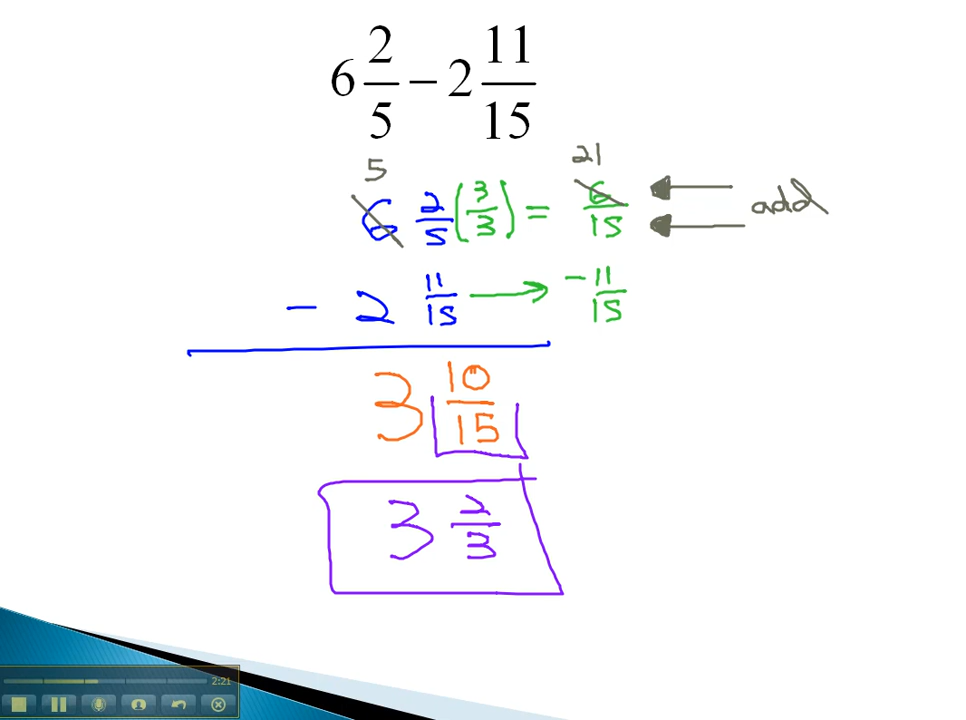 6 2/5 − 2 11/15
5 21
6 2/5 (3/3) = 6/15 add
− 2 11/15 → − 11/15
3 10/15
3 2/3
2:21